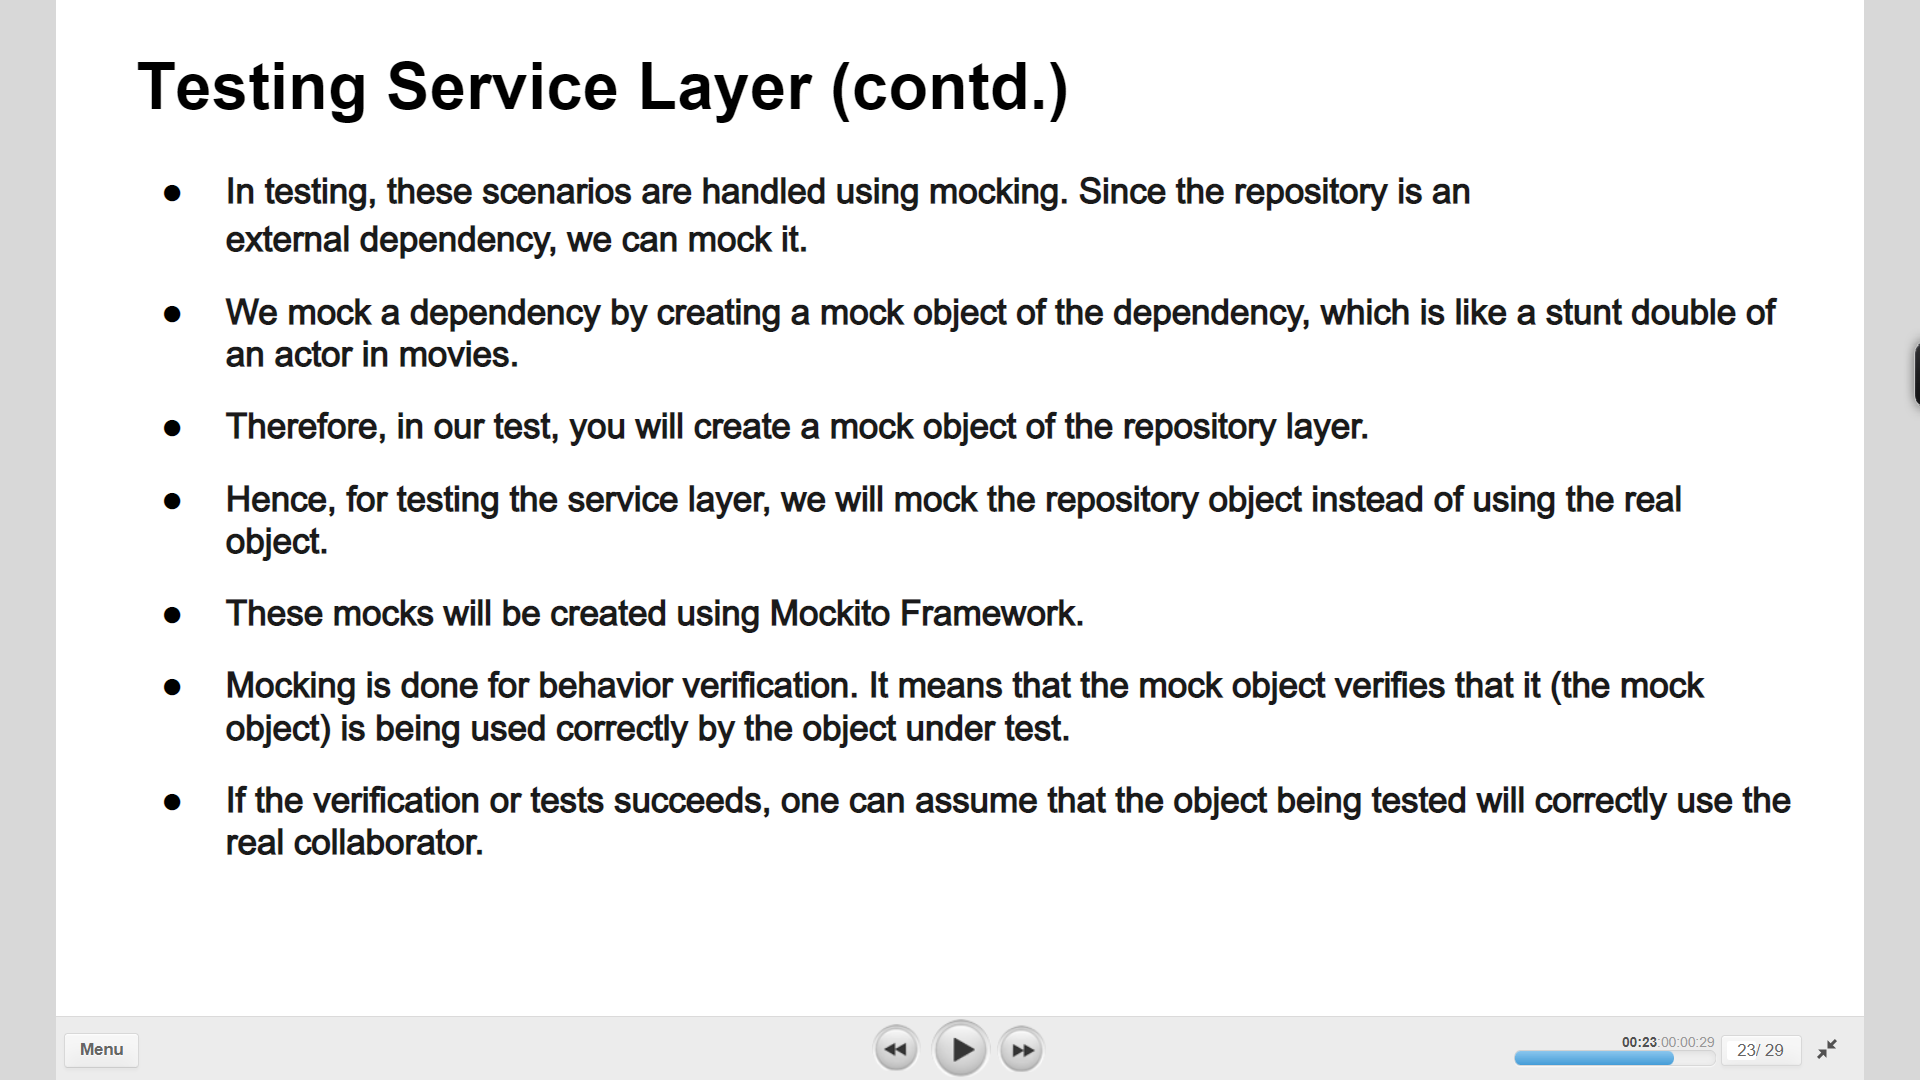 Testing Service Layer (contd.)
● In testing, these scenarios are handled using mocking. Since the repository is an
external dependency, we can mock it.
● We mock a dependency by creating a mock object of the dependency, which is like a stunt double of
an actor in movies.
● Therefore, in our test, you will create a mock object of the repository layer.
● Hence, for testing the service layer, we will mock the repository object instead of using the real
object.
● These mocks will be created using Mockito Framework.
● Mocking is done for behavior verification. It means that the mock object verifies that it (the mock
object) is being used correctly by the object under test.
● If the verification or tests succeeds, one can assume that the object being tested will correctly use the
real collaborator.
Menu
00:23:00:00:29
23/ 29